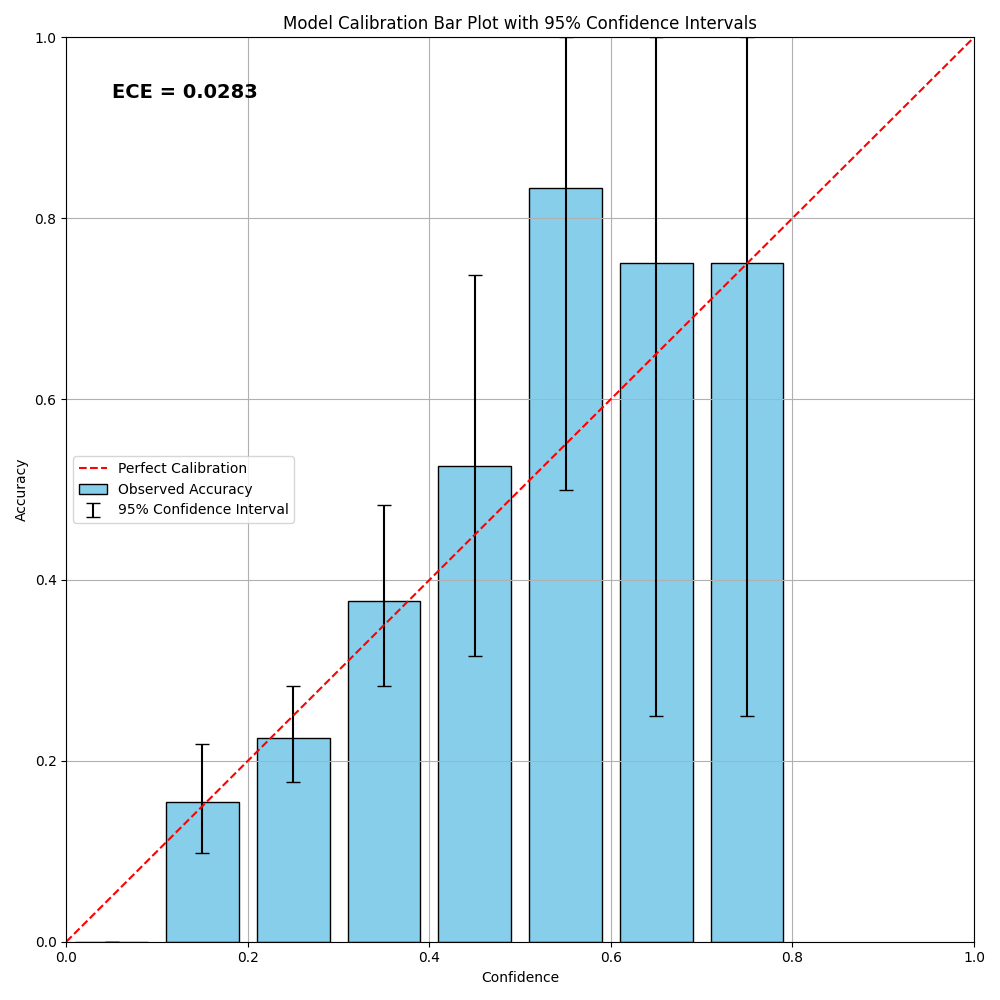 Model Calibration Bar Plot with 95% Confidence Intervals
1.0
ECE = 0.0283
0.8
0.6
Accuracy
Perfect Calibration
Observed Accuracy
95% Confidence Interval
0.4
0.2
0.0
0.0 0.2 0.4 0.6 0.8 1.0
Confidence